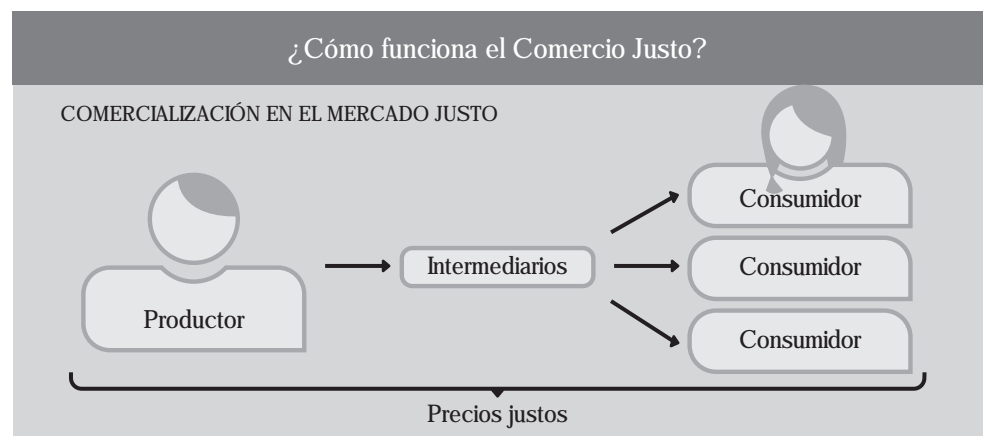 ¿Cómo funciona el Comercio Justo?
COMERCIALIZACIÓN EN EL MERCADO JUSTO
Productor
Intermediarios
Consumidor
Consumidor
Consumidor
Precios justos